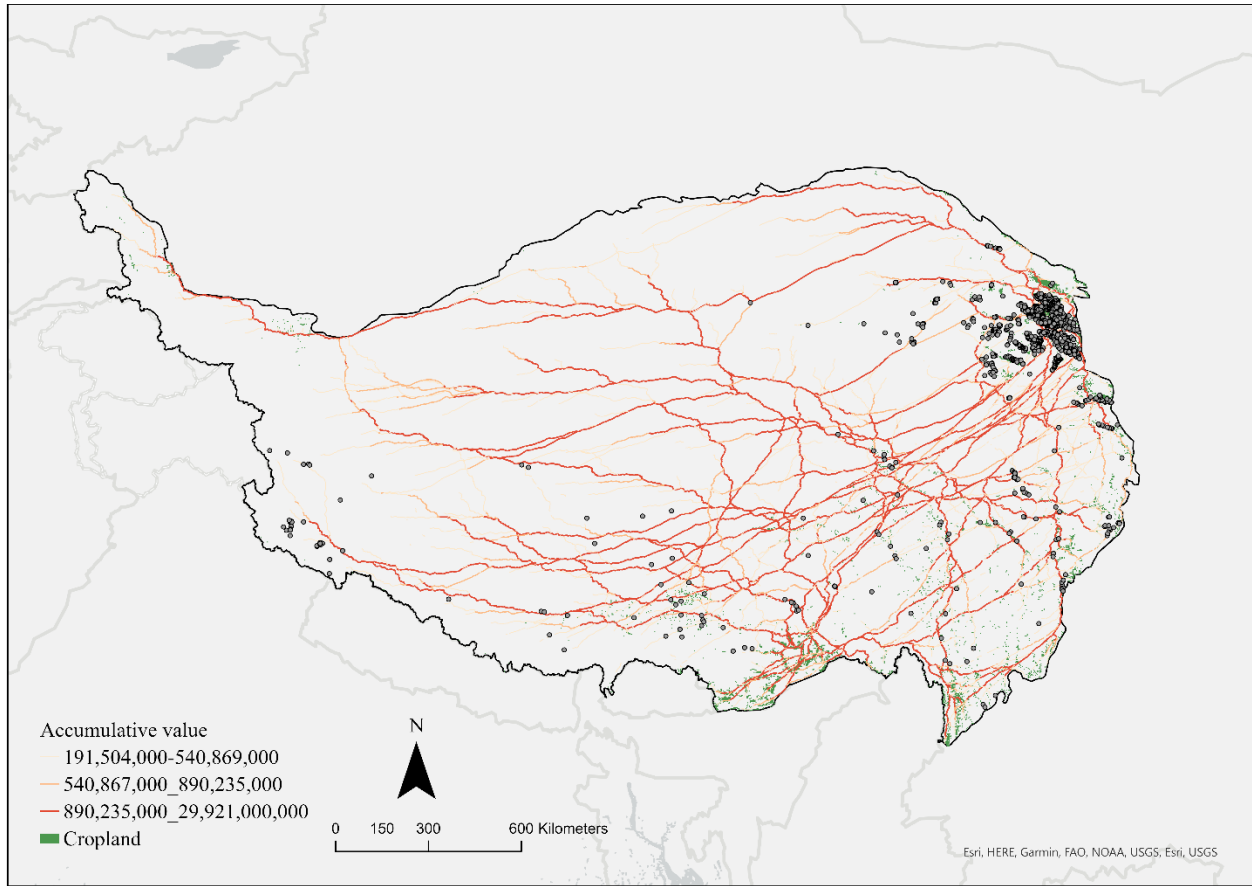 Accumulative value
191,504,000-540,869,000
540,867,000_890,235,000
890,235,000_29,921,000,000
Cropland
N
0 150 300 600 Kilometers
Esri, HERE, Garmin, FAO, NOAA, USGS, Esri, USGS